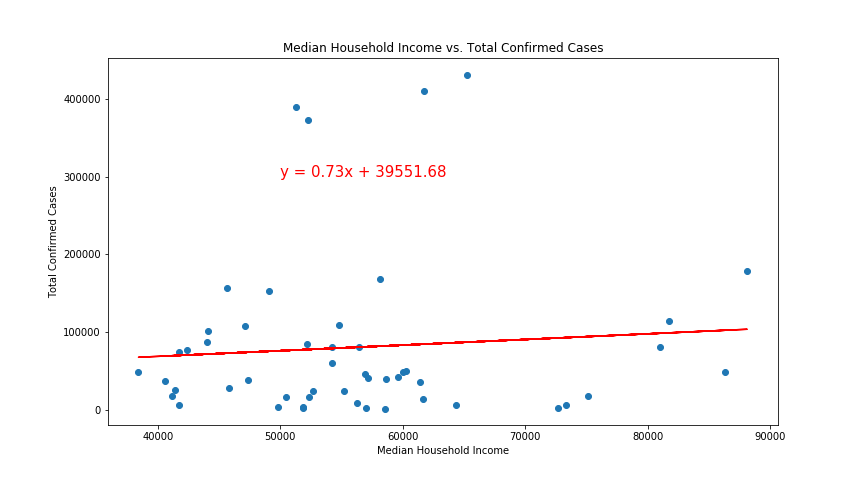 Median Household Income vs. Total Confirmed Cases
400000
y = 0.73x + 39551.68
300000
Total Confirmed Cases
200000
100000
0
40000 50000 60000 70000 80000 90000
Median Household Income